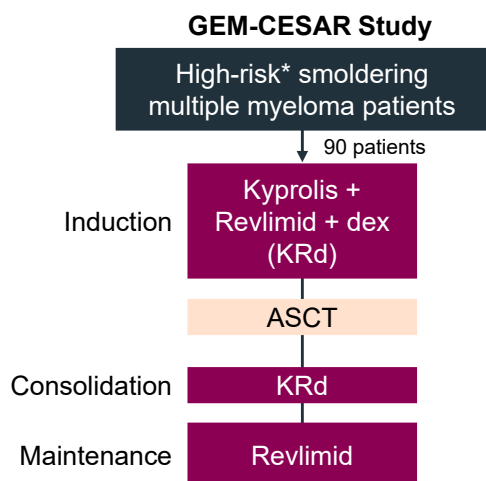 GEM-CESAR Study
High-risk* smoldering
multiple myeloma patients
90 patients
Induction
Kyprolis +
Revlimid + dex
(KRd)
ASCT
Consolidation
KRd
Maintenance
Revlimid